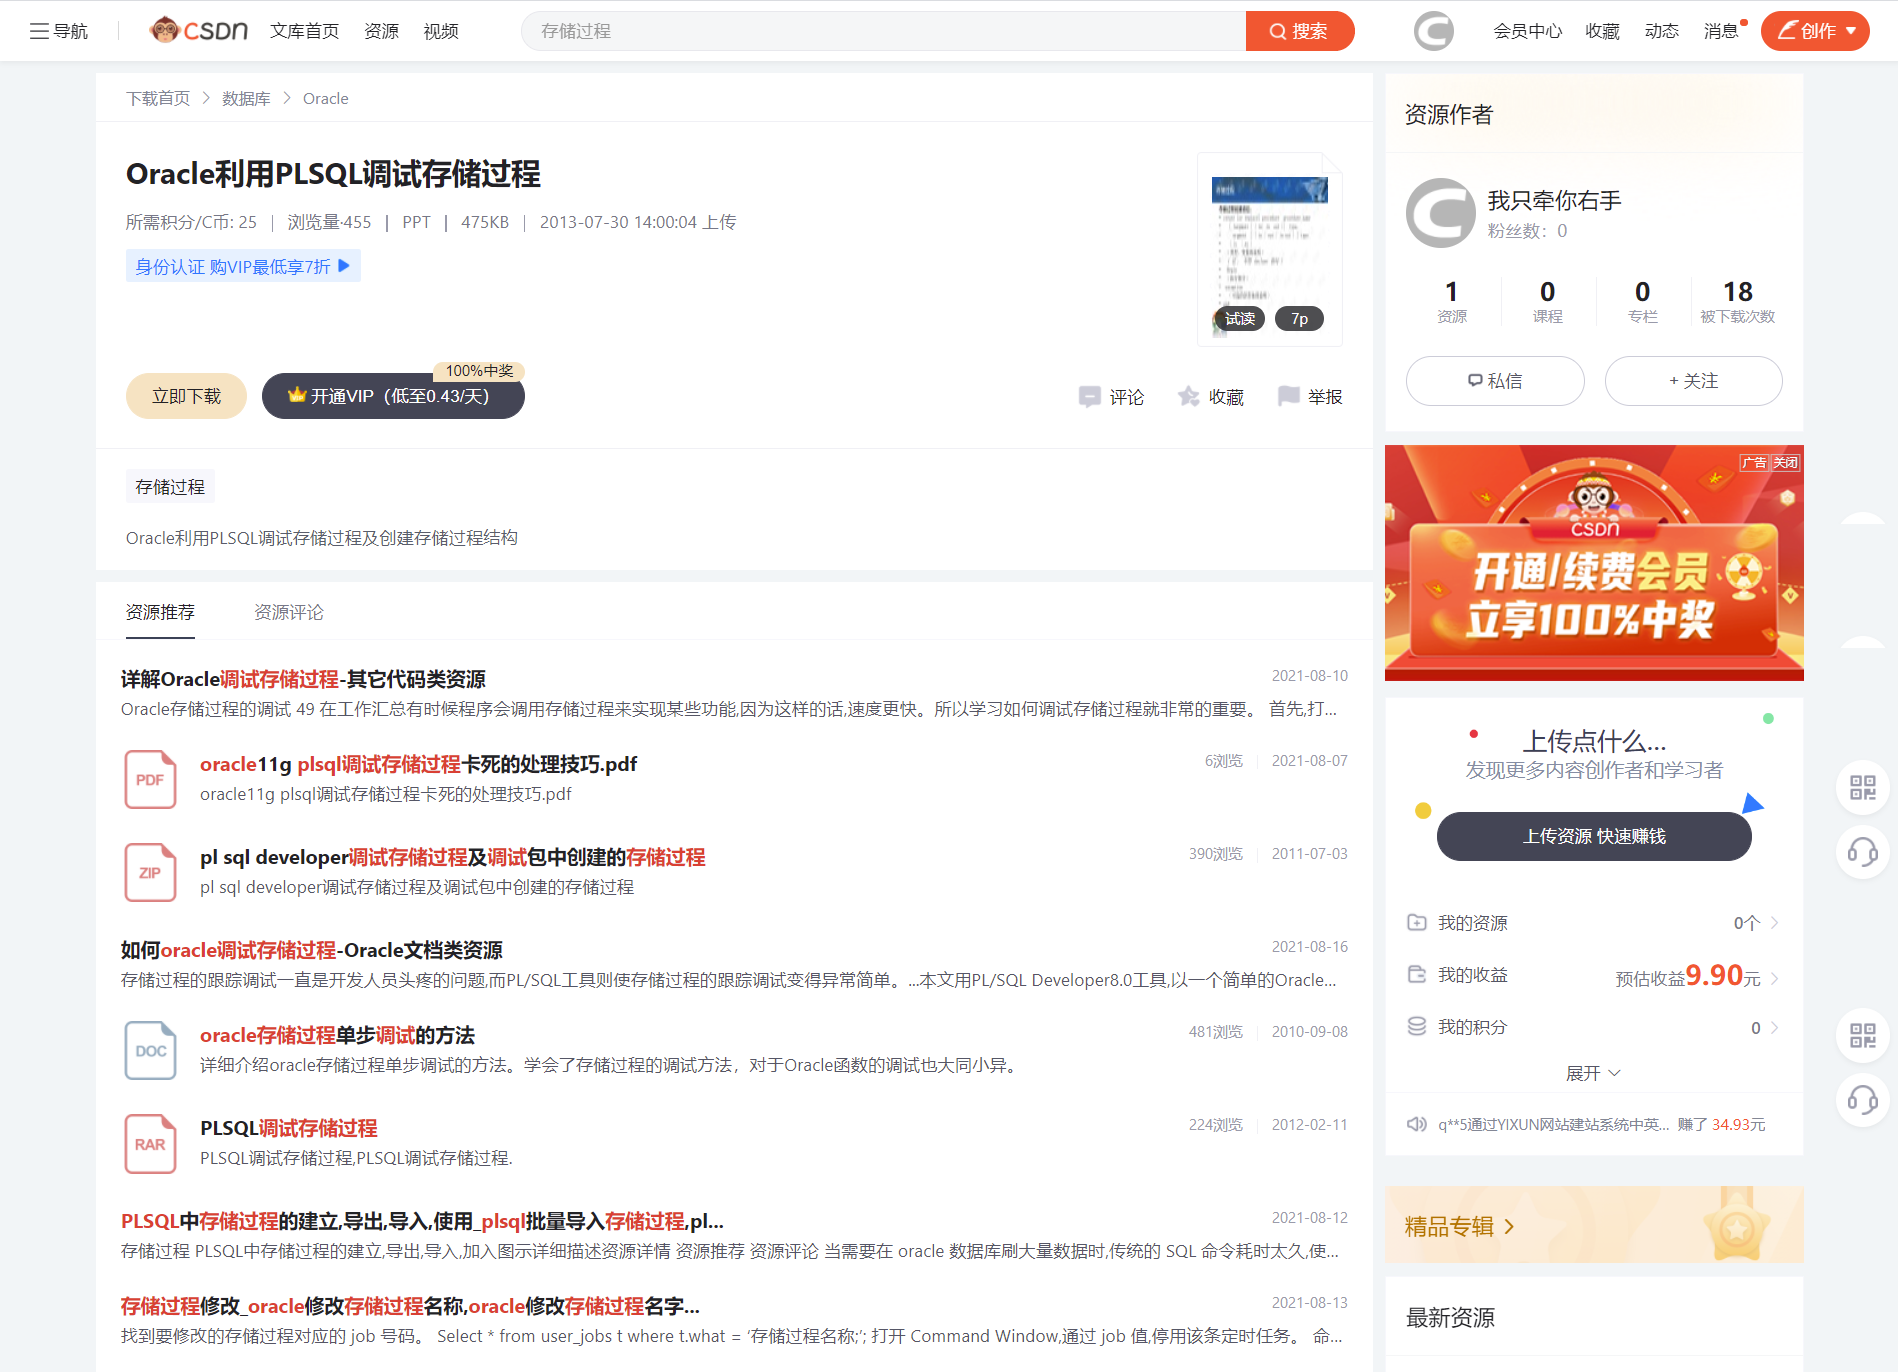 导航
CSDN
文库首页 资源 视频
存储过程
搜索
会员中心 收藏 动态 消息 创作
下载首页 > 数据库 > Oracle
Oracle利用PLSQL调试存储过程
所需积分/C币: 25 | 浏览量·455 | PPT | 475KB | 2013-07-30 14:00:04 上传
身份认证 购VIP最低享7折
试读 7p
100%中奖
立即下载 开通VIP（低至0.43/天）
评论 收藏 举报
存储过程
Oracle利用PLSQL调试存储过程及创建存储过程结构
资源推荐 资源评论
详解Oracle调试存储过程-其它代码类资源 2021-08-10
Oracle存储过程的调试 49 在工作汇总有时候程序会调用存储过程来实现某些功能,因为这样的话,速度更快。所以学习如何调试存储过程就非常的重要。 首先,打...
PDF
oracle11g plsql调试存储过程卡死的处理技巧.pdf 6浏览 2021-08-07
oracle11g plsql调试存储过程卡死的处理技巧.pdf
ZIP
pl sql developer调试存储过程及调试包中创建的存储过程 390浏览 2011-07-03
pl sql developer调试存储过程及调试包中创建的存储过程
如何oracle调试存储过程-Oracle文档类资源 2021-08-16
存储过程的跟踪调试一直是开发人员头疼的问题,而PL/SQL工具则使存储过程的跟踪调试变得异常简单。...本文用PL/SQL Developer8.0工具,以一个简单的Oracle...
DOC
oracle存储过程单步调试的方法 481浏览 2010-09-08
详细介绍oracle存储过程单步调试的方法。学会了存储过程的调试方法，对于Oracle函数的调试也大同小异。
RAR
PLSQL调试存储过程 224浏览 2012-02-11
PLSQL调试存储过程,PLSQL调试存储过程.
PLSQL中存储过程的建立,导出,导入,使用_plsql批量导入存储过程,pl... 2021-08-12
存储过程 PLSQL中存储过程的建立,导出,导入,加入图示详细描述资源详情 资源推荐 资源评论 当需要在 oracle 数据库刷大量数据时,传统的 SQL 命令耗时太久,使...
存储过程修改_oracle修改存储过程名称,oracle修改存储过程名字... 2021-08-13
找到要修改的存储过程对应的 job 号码。 Select * from user_jobs t where t.what = ‘存储过程名称;’; 打开 Command Window,通过 job 值,停用该条定时任务。 命...
资源作者
我只牵你右手
粉丝数：0
1 0 0 18
资源 课程 专栏 被下载次数
私信 + 关注
广告 关闭
CSDN
开通/续费会员
立享100%中奖
上传点什么...
发现更多内容创作者和学习者
上传资源 快速赚钱
我的资源 0个
我的收益 预估收益9.90元
我的积分 0
展开
q**5通过YIXUN网站建站系统中英... 赚了 34.93元
精品专辑
最新资源